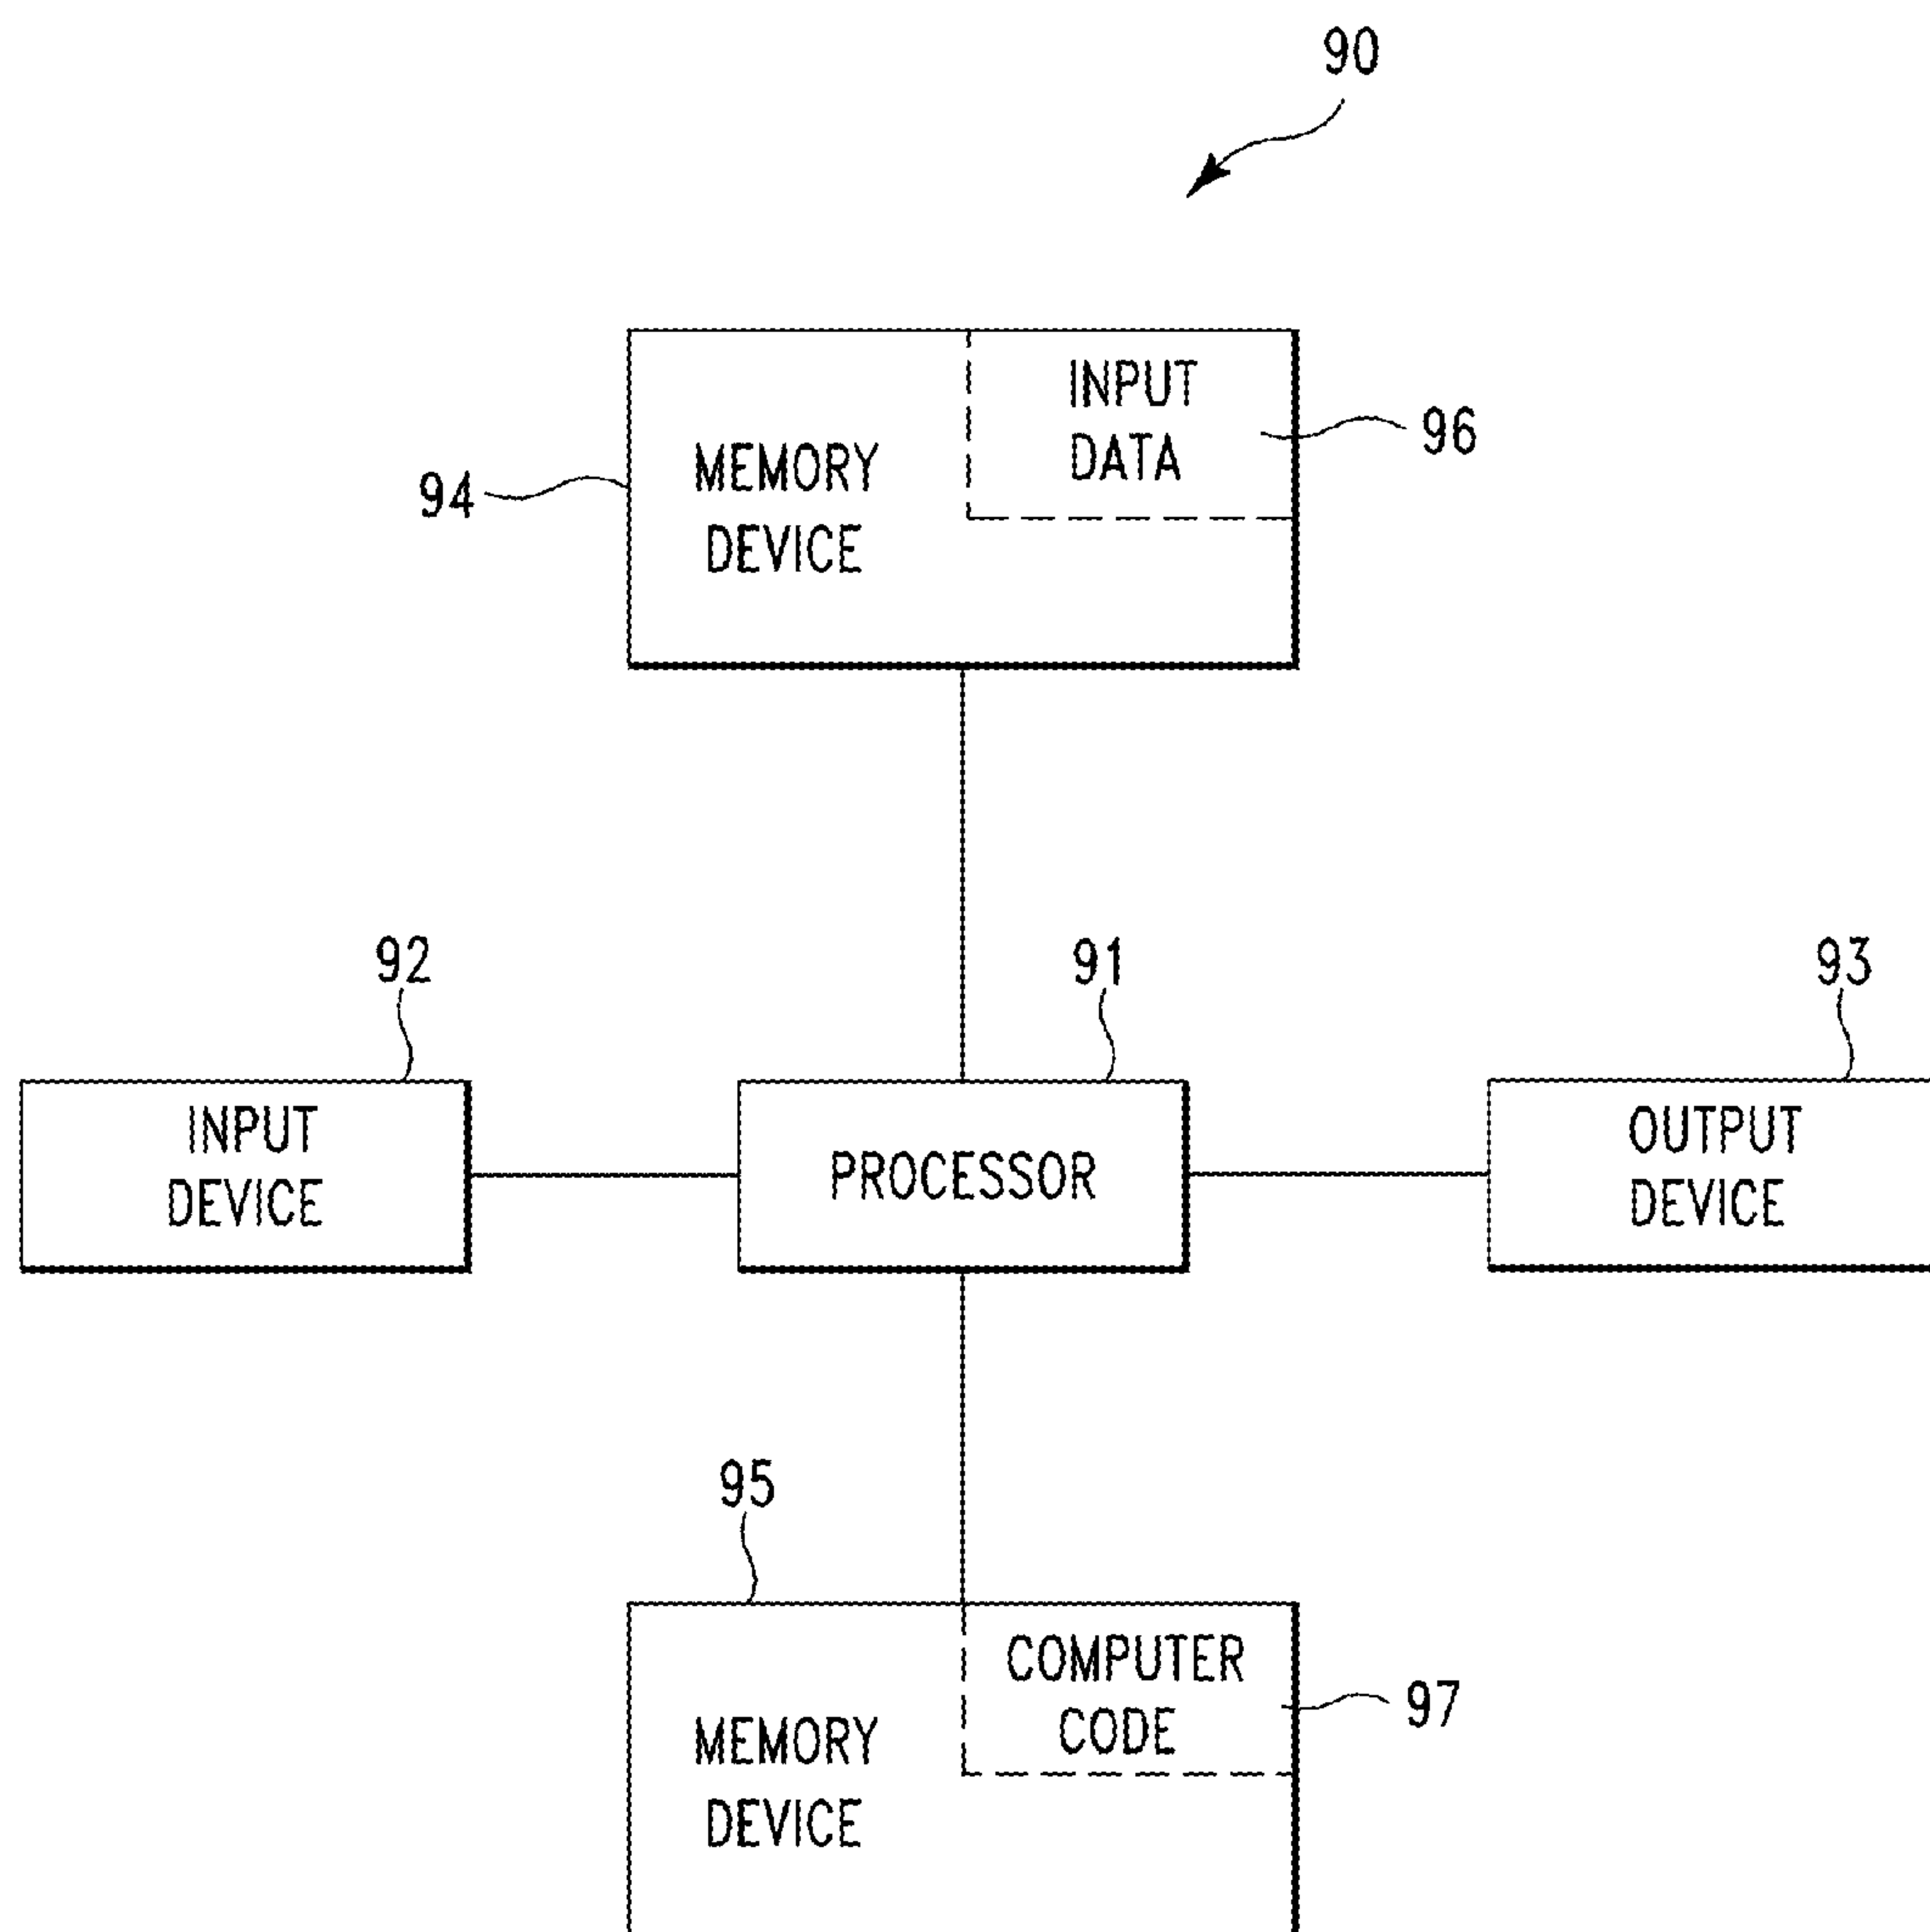 90
INPUT
DATA
96
MEMORY
DEVICE
94
92
91
93
INPUT
DEVICE
PROCESSOR
OUTPUT
DEVICE
95
COMPUTER
CODE
97
MEMORY
DEVICE